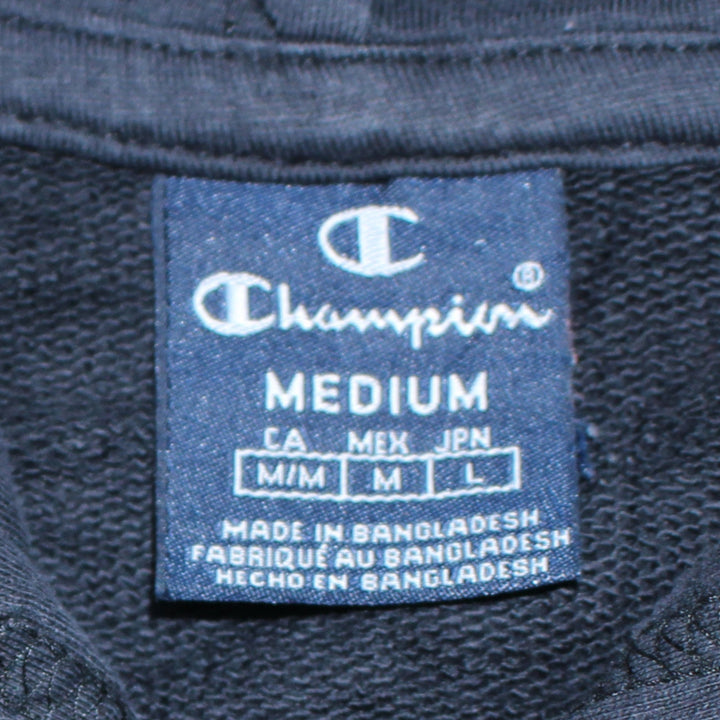 Champion®
MEDIUM
CA MEX JPN
M/M M L
MADE IN BANGLADESH
FABRIQUÉ AU BANGLADESH
HECHO EN BANGLADESH